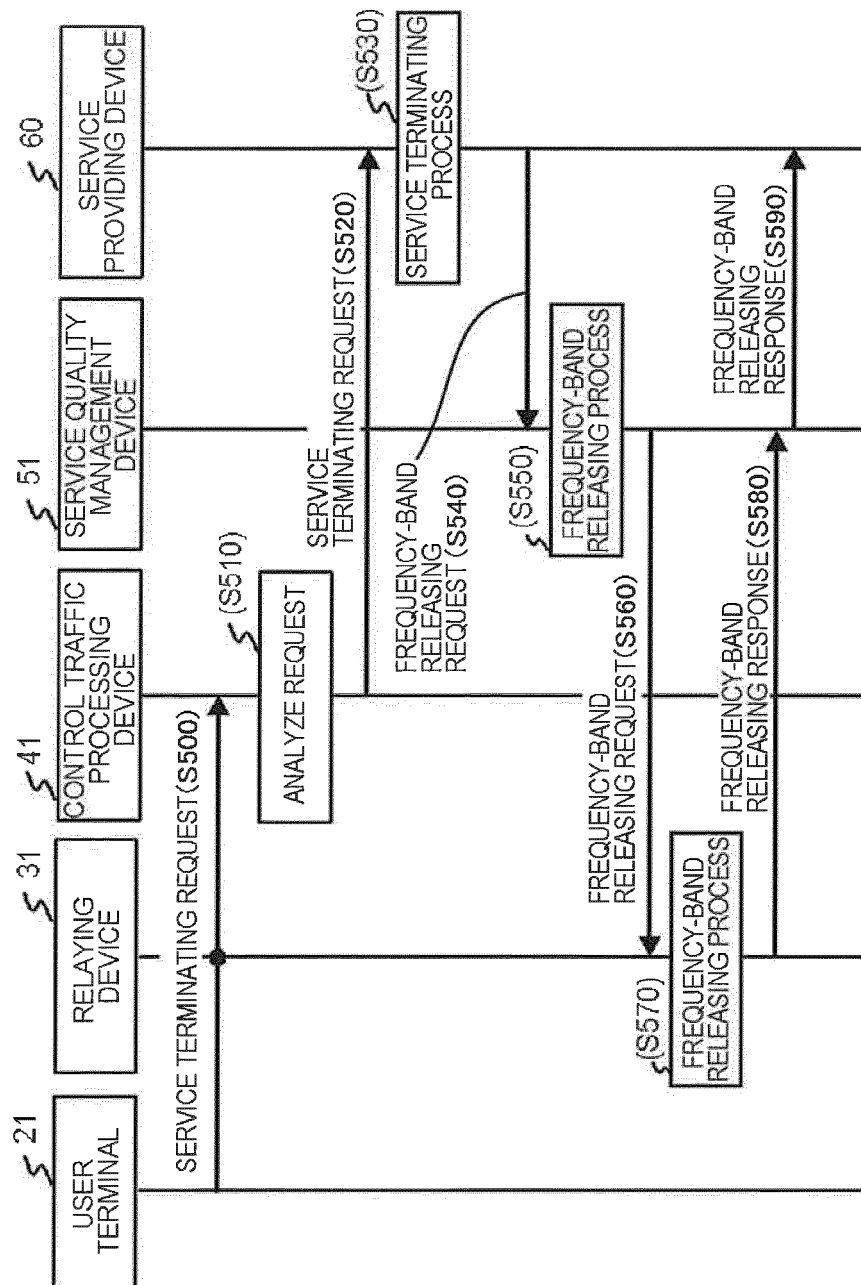 21
USER
TERMINAL
31
RELAYING
DEVICE
41
CONTROL TRAFFIC
PROCESSING
DEVICE
51
SERVICE QUALITY
MANAGEMENT
DEVICE
60
SERVICE
PROVIDING DEVICE
SERVICE TERMINATING REQUEST(S500)
(S510)
ANALYZE REQUEST
SERVICE
TERMINATING REQUEST(S520)
(S530)
SERVICE TERMINATING
PROCESS
FREQUENCY-BAND
RELEASING
REQUEST (S540)
(S550)
FREQUENCY-BAND
RELEASING PROCESS
FREQUENCY-BAND
RELEASING REQUEST(S560)
(S570)
FREQUENCY-BAND
RELEASING PROCESS
FREQUENCY-BAND
RELEASING RESPONSE(S580)
FREQUENCY-BAND
RELEASING
RESPONSE(S590)